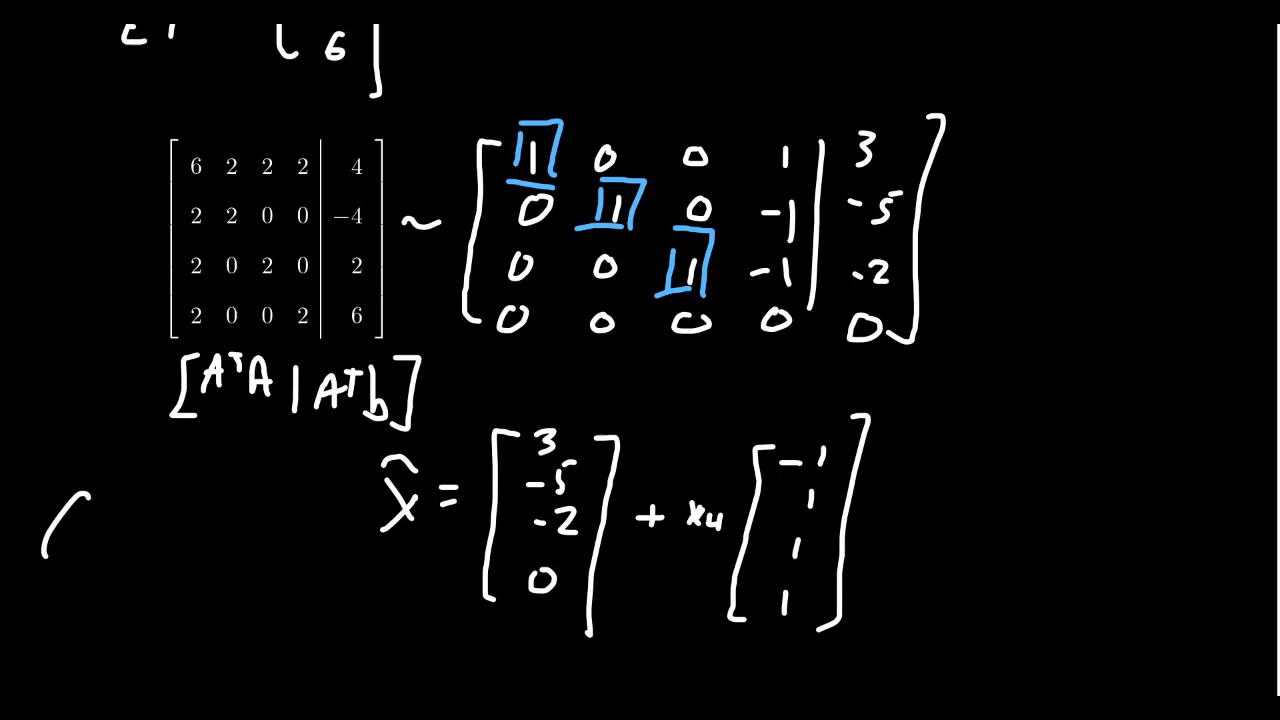 6
6 2 2 2 | 4 ~ 1 0 0 1 | 3
2 2 0 0 | −4 0 1 0 -1 | -5
2 0 2 0 | 2 0 0 1 -1 | -2
2 0 0 2 | 6 0 0 0 0 | 0
[AᵀA | Aᵀb]
x̂ = [3 -5 -2 0] + x₄ [-1 1 1 1]